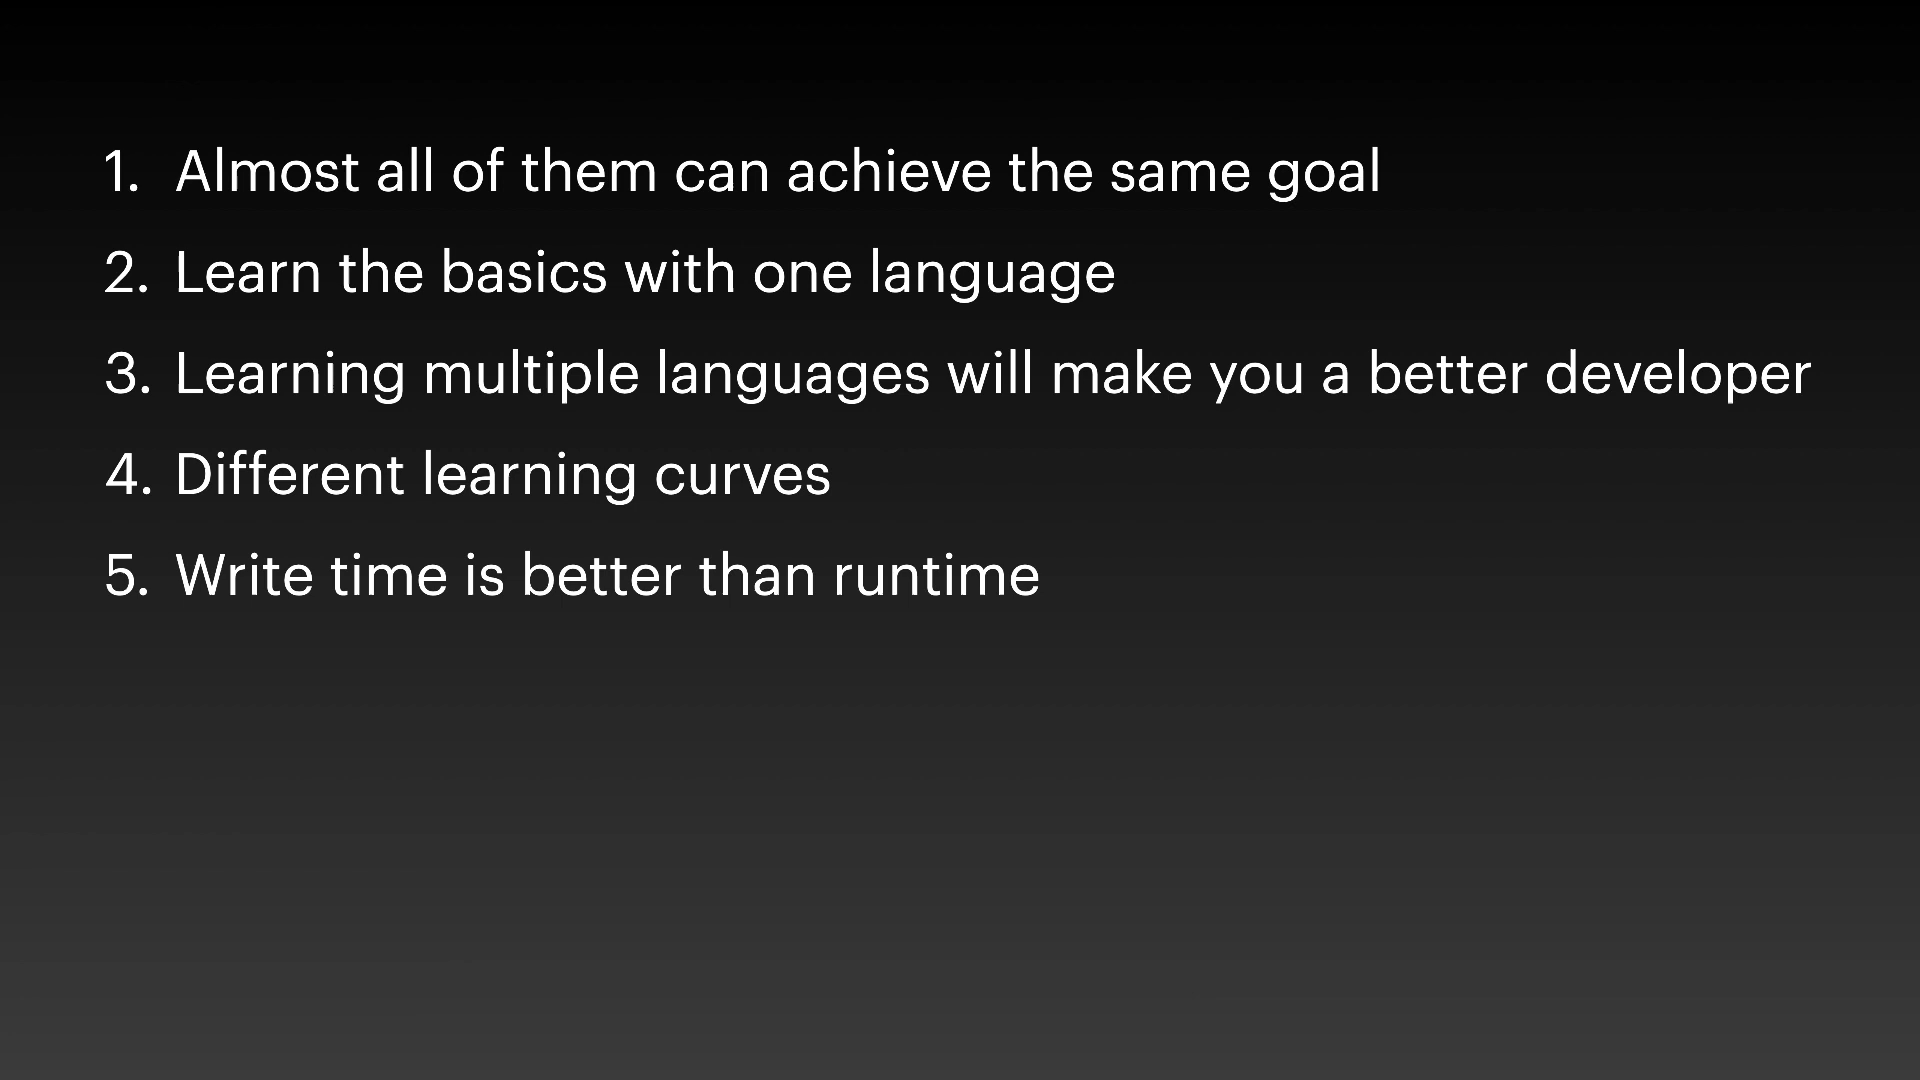 1. Almost all of them can achieve the same goal
2. Learn the basics with one language
3. Learning multiple languages will make you a better developer
4. Different learning curves
5. Write time is better than runtime